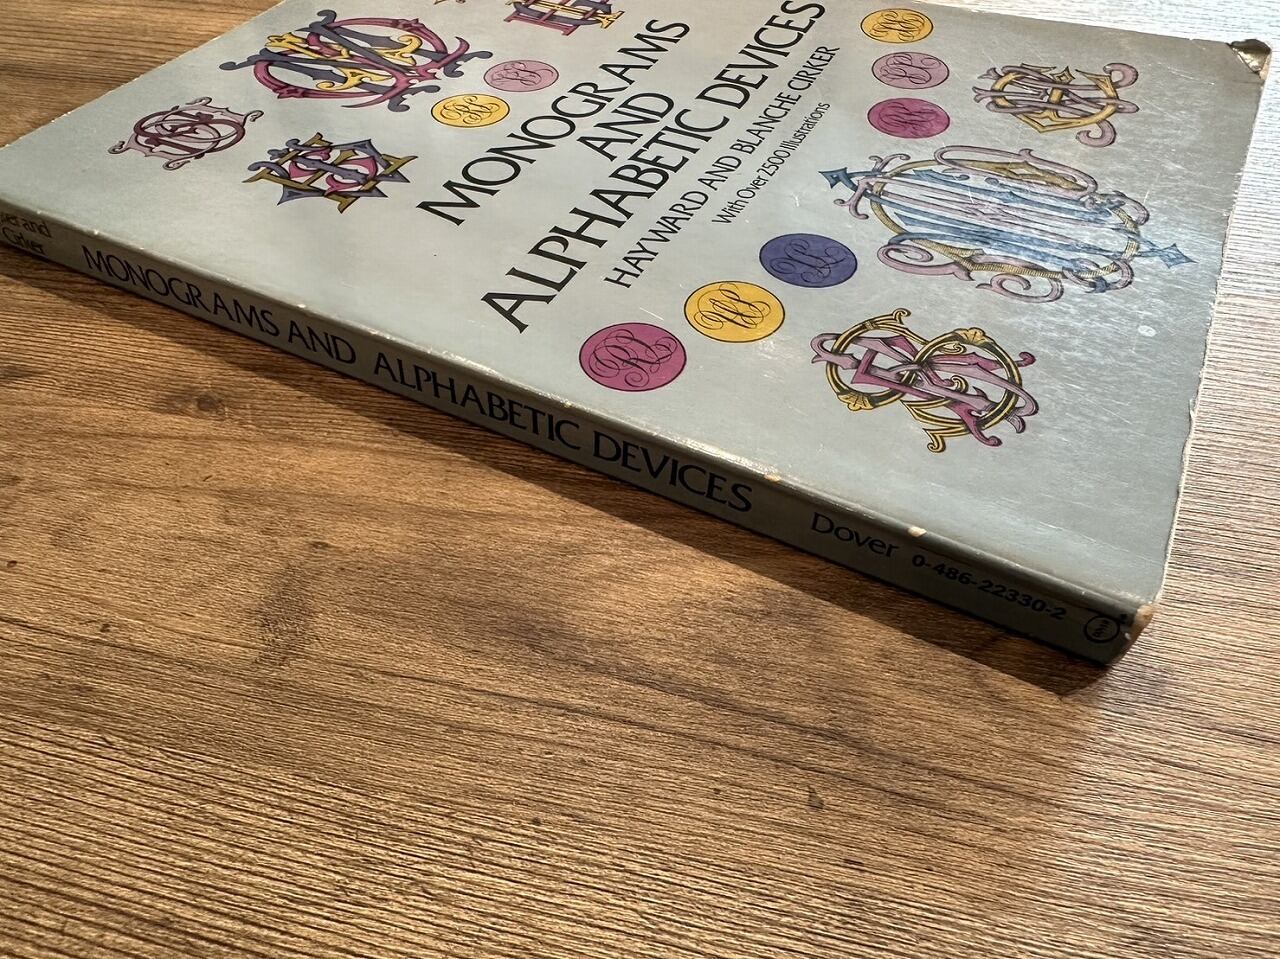 MONOGRAMS
AND
ALPHABETIC DEVICES
HAYWARD AND BLANCHE CIRKER
With Over 2500 Illustrations
and
Cirker
MONOGRAMS AND ALPHABETIC DEVICES
Dover
0-486-22330-2